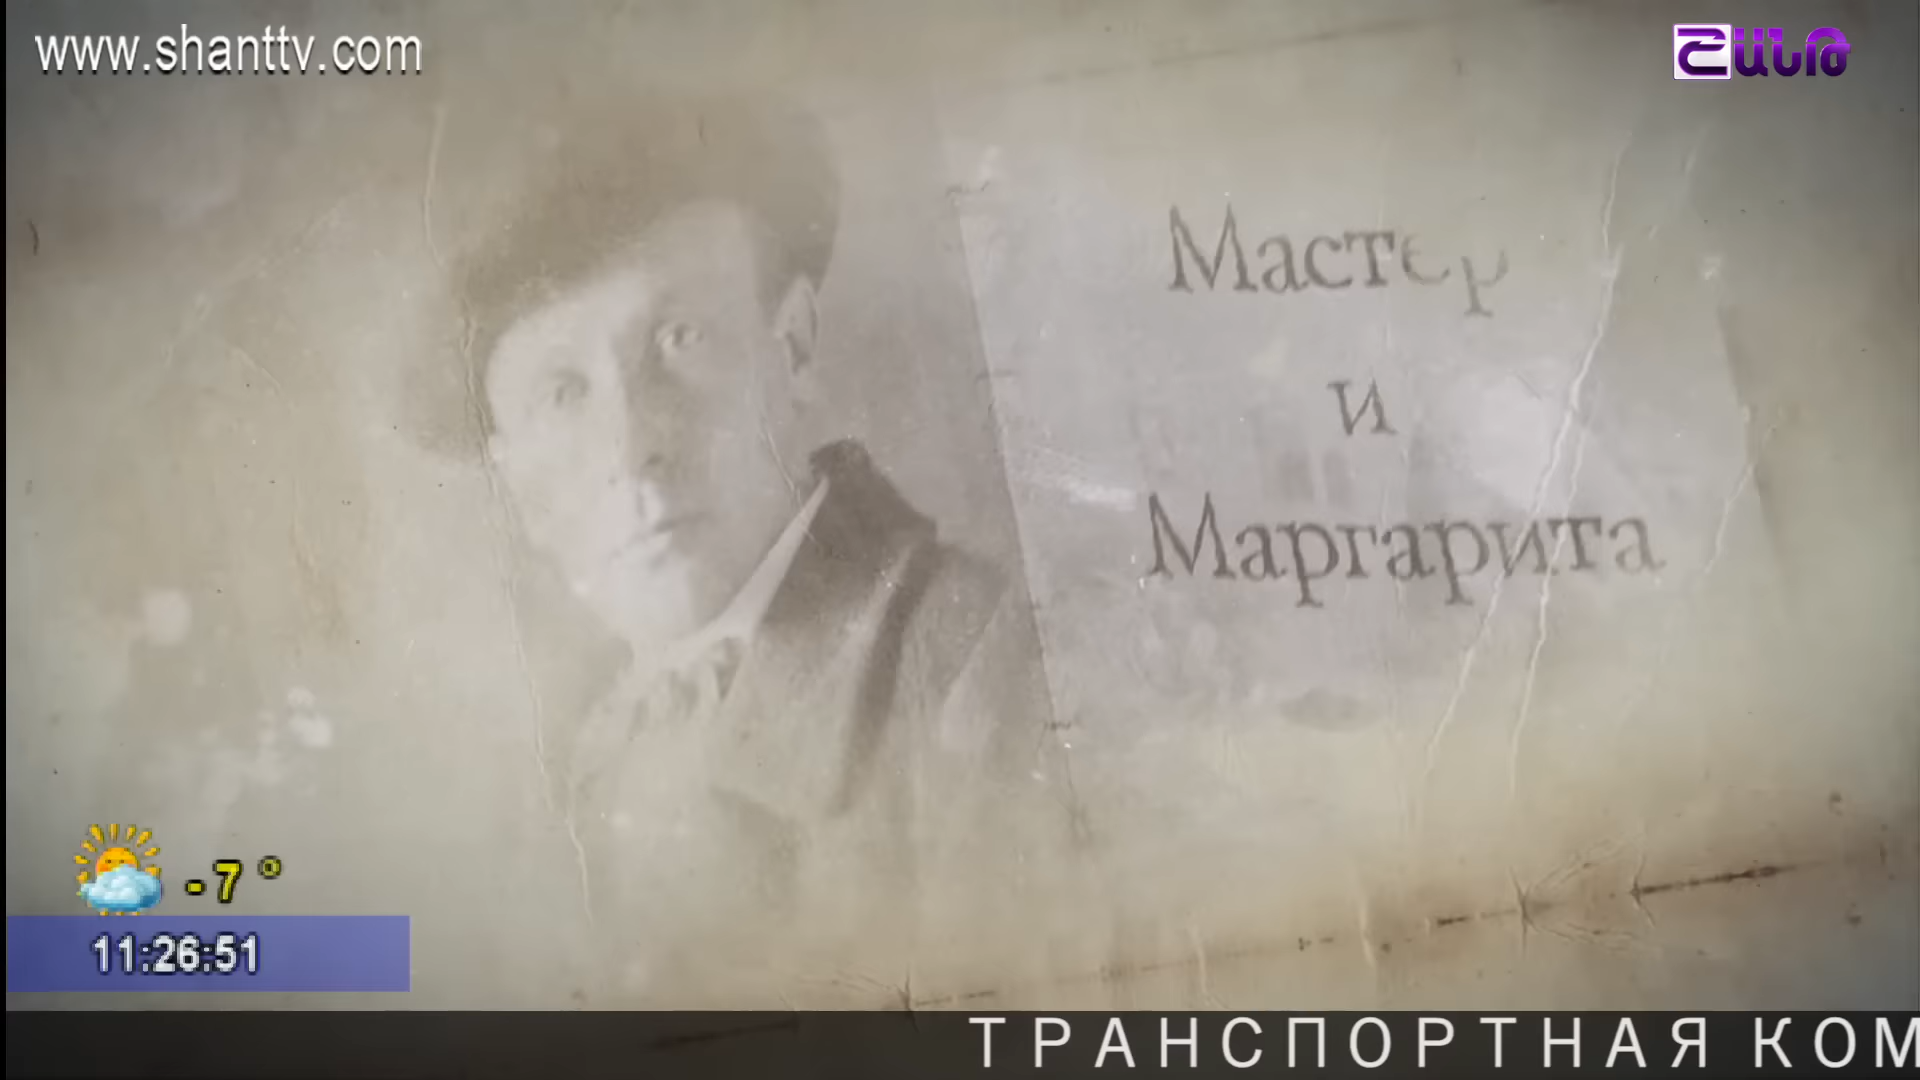 www.shanttv.com
Շանթ
Мастер
и
Маргарита
-7°
11:26:51
ТРАНСПОРТНАЯ КОМ